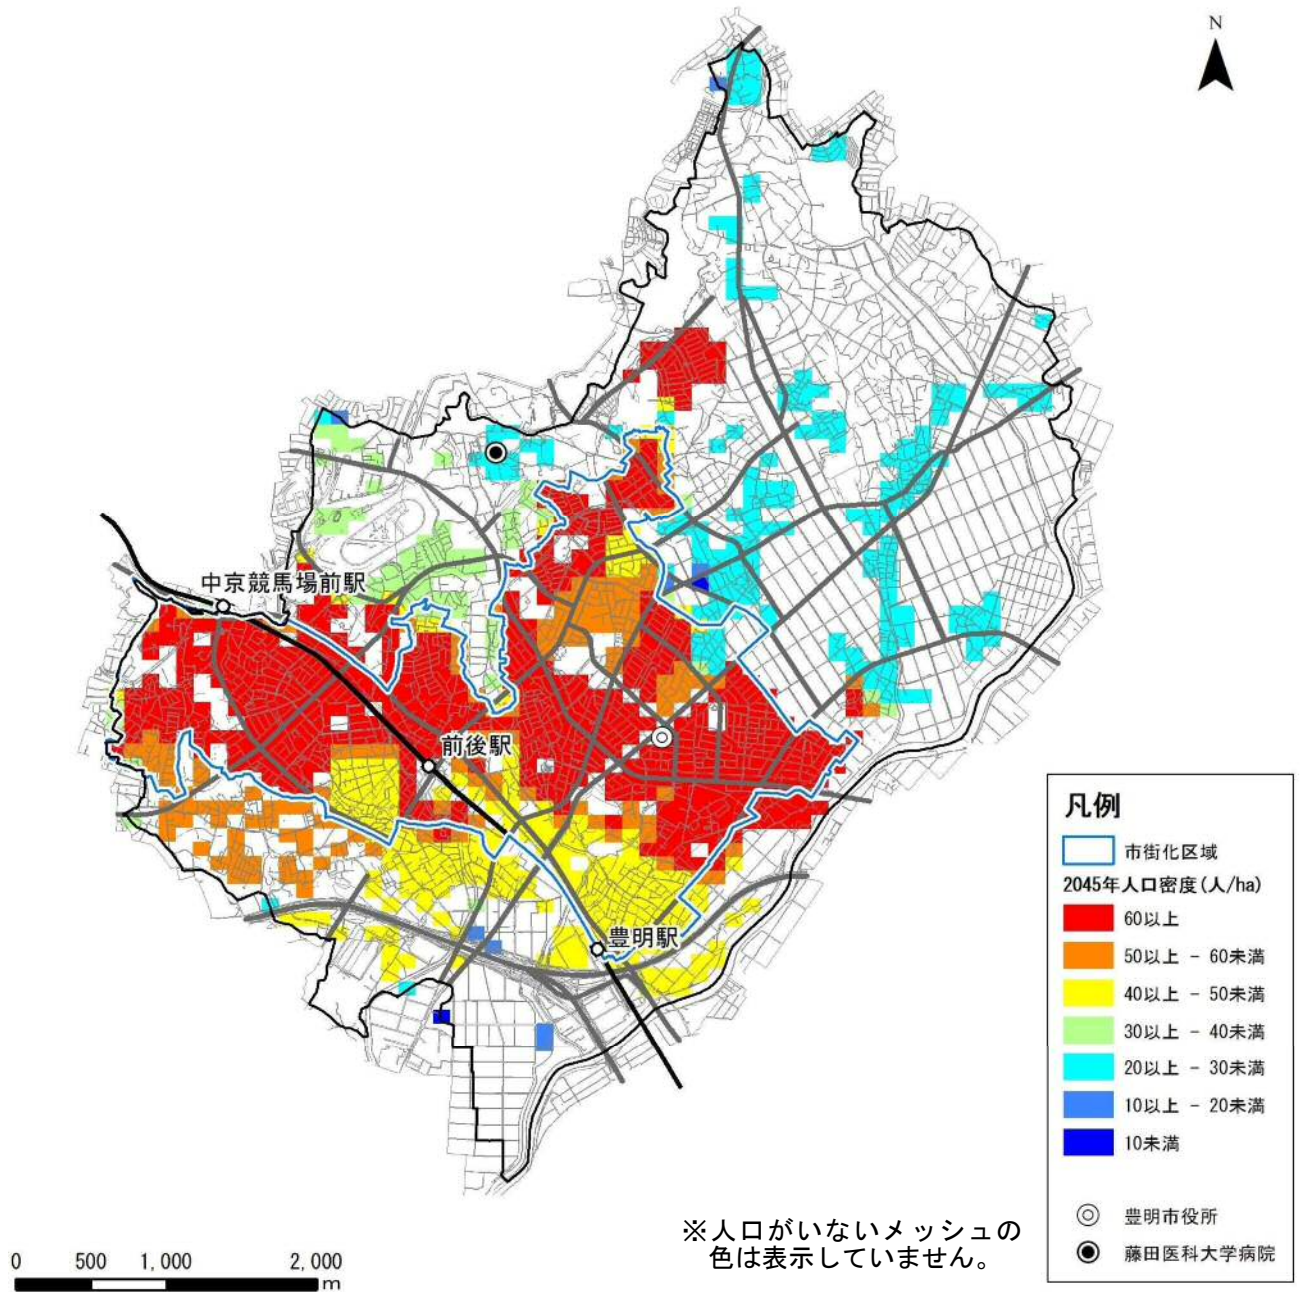 N
中京競馬場前駅
前後駅
豊明駅
凡例
市街化区域
2045年人口密度(人/ha)
60以上
50以上 - 60未満
40以上 - 50未満
30以上 - 40未満
20以上 - 30未満
10以上 - 20未満
10未満
豊明市役所
藤田医科大学病院
※人口がいないメッシュの
色は表示していません。
0 500 1,000 2,000
m